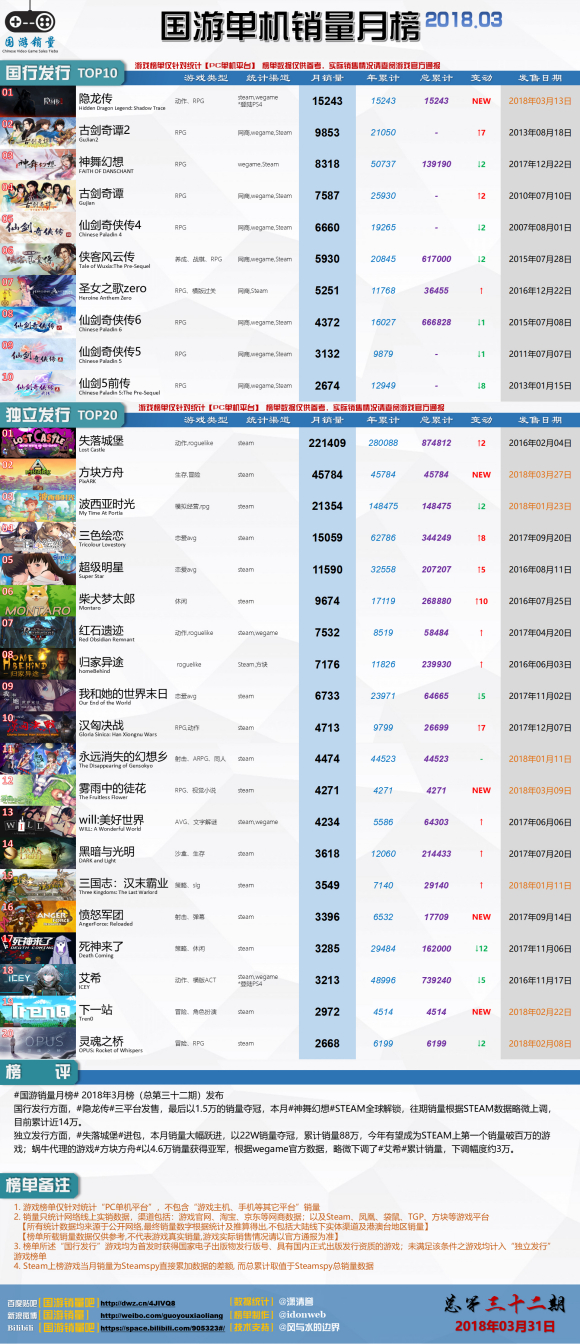 国游销量
Chinese Video Game Sales Tieba
国游单机销量月榜 2018.03
游戏榜单仅针对统计【PC单机平台】 榜单数据仅供参考，实际销售情况请查阅游戏官方通报
国行发行 TOP10 游戏类型 统计渠道 月销量 年累计 总累计 变动 发售日期
01 隐龙传 Hidden Dragon Legend: Shadow Trace 动作、RPG steam,wegame *登陆PS4 15243 15243 15243 NEW 2018年03月13日
02 古剑奇谭2 GuJian2 RPG 网商,wegame,Steam 9853 21050 - ↑7 2013年08月18日
03 神舞幻想 FAITH OF DANSCHANT RPG wegame,Steam 8318 50737 139190 ↓2 2017年12月22日
04 古剑奇谭 Gujian RPG 网商,wegame,Steam 7587 25930 - ↑2 2010年07月10日
05 仙剑奇侠传4 Chinese Paladin 4 RPG 网商,wegame,Steam 6660 19265 - ↓2 2007年08月01日
06 侠客风云传 Tale of Wuxia:The Pre-Sequel 养成、战棋、RPG 网商,wegame,Steam 5930 20845 617000 ↓2 2015年07月28日
07 圣女之歌zero Heroine Anthem Zero RPG、横版过关 网商,Steam 5251 11768 36455 ↑ 2016年12月22日
08 仙剑奇侠传6 Chinese Paladin 6 RPG 网商,wegame,Steam 4372 16027 666828 ↓1 2015年07月08日
09 仙剑奇侠传5 Chinese Paladin 5 RPG 网商,wegame,Steam 3132 9879 - ↓1 2011年07月07日
10 仙剑5前传 Chinese Paladin 5:The Pre-Sequel RPG 网商,wegame,Steam 2674 12949 - ↓8 2013年01月15日
游戏榜单仅针对统计【PC单机平台】 榜单数据仅供参考，实际销售情况请查阅游戏官方通报
独立发行 TOP20 游戏类型 统计渠道 月销量 年累计 总累计 变动 发售日期
01 失落城堡 Lost Castle 动作,roguelike steam 221409 280088 874812 ↑2 2016年02月04日
02 方块方舟 PixARK 生存.冒险 steam 45784 45784 45784 NEW 2018年03月27日
03 波西亚时光 My Time At Portia 模拟经营,rpg steam 21354 148475 148475 ↓2 2018年01月23日
04 三色绘恋 Tricolour Lovestory 恋爱avg steam 15059 62786 344249 ↑8 2017年09月20日
05 超级明星 Super Star 恋爱avg steam 11590 32558 207207 ↑5 2016年08月11日
06 柴犬梦太郎 Montaro 休闲 steam 9674 17119 268880 ↑10 2016年07月25日
07 红石遗迹 Red Obsidian Remnant 动作,roguelike steam,wegame 7532 8519 58484 ↑ 2017年04月20日
08 归家异途 homeBehind roguelike Steam,方块 7176 11826 239930 ↑ 2016年06月03日
09 我和她的世界末日 Our End of the World 恋爱avg steam 6733 23971 64665 ↓5 2017年11月02日
10 汉匈决战 Gloria Sinica: Han Xiongnu Wars RPG,动作 steam 4713 9799 26699 ↑7 2017年12月07日
11 永远消失的幻想乡 The Disappearing of Gensokyo 射击、ARPG、同人 steam 4474 44523 44523 - 2018年01月11日
12 雾雨中的徒花 The Fruitless Flower RPG、视觉小说 steam 4271 4271 4271 NEW 2018年03月09日
13 will:美好世界 WILL: A Wonderful World AVG、文字解谜 steam,wegame 4234 5586 64303 ↑ 2017年06月06日
14 黑暗与光明 DARK and Light 沙盒、生存 steam 3618 12060 214433 ↑ 2017年07月20日
15 三国志：汉末霸业 Three Kingdoms: The Last Warlord 策略、slg steam 3549 7140 29140 ↑ 2018年01月11日
16 愤怒军团 AngerForce: Reloaded 射击、弹幕 steam 3396 6532 17709 NEW 2017年09月14日
17 死神来了 Death Coming 策略、休闲 steam 3285 29484 162000 ↓12 2017年11月06日
18 艾希 ICEY 动作、横版ACT steam,wegame *登陆PS4 3213 48996 739240 ↓5 2016年11月17日
19 下一站 Tren0 冒险、角色扮演 steam 2972 4514 4514 NEW 2018年02月22日
20 灵魂之桥 OPUS: Rocket of Whispers 冒险、RPG steam 2668 6199 6199 ↓2 2018年02月08日
榜 评
#国游销量月榜# 2018年3月榜（总第三十二期）发布
国行发行方面，#隐龙传#三平台发售，最后以1.5万的销量夺冠，本月#神舞幻想#STEAM全球解锁，往期销量根据STEAM数据略微上调，
目前累计近14万。
独立发行方面，#失落城堡#进包，本月销量大幅跃进，以22W销量夺冠，累计销量88万，今年有望成为STEAM上第一个销量破百万的游
戏；蜗牛代理的游戏#方块方舟#以4.6万销量获得亚军，根据wegame官方数据，略微下调了#艾希#累计销量，下调幅度约3万。
榜单备注
1. 游戏榜单仅针对统计“PC单机平台”，不包含“游戏主机、手机等其它平台”销量
2. 销量只统计网络线上实销数据，渠道包括：游戏官网、淘宝、京东等网商数据；以及Steam、凤凰、袋鼠、TGP、方块等游戏平台
【所有统计数据均来源于公开网络,最终销量数字根据统计及推算得出,不包括大陆线下实体渠道及港澳台地区销量】
【榜单所载销量数据仅供参考,不代表游戏真实销量,游戏实际销售情况请以官方通报为准】
3. 榜单所述“国行发行”游戏均为首发时获得国家电子出版物发行版号、具有国内正式出版发行资质的游戏；未满足该条件之游戏均计入“独立发行”
游戏榜单
4. Steam上榜游戏当月销量为Steamspy直接累加数据的差额, 而总累计取值于Steamspy总销量数据
百度贴吧 【国游销量吧】 http://dwz.cn/4JIVQ8 【数据统计】 @潇清爵
新浪微博 【国游销量吧】 http://weibo.com/guoyouxiaoliang 【榜单制作】 @idonweb
Bilibili 【国游销量吧】 https://space.bilibili.com/905323#/ 【技术支持】 @风与水的边界
总第三十二期
2018年03月31日